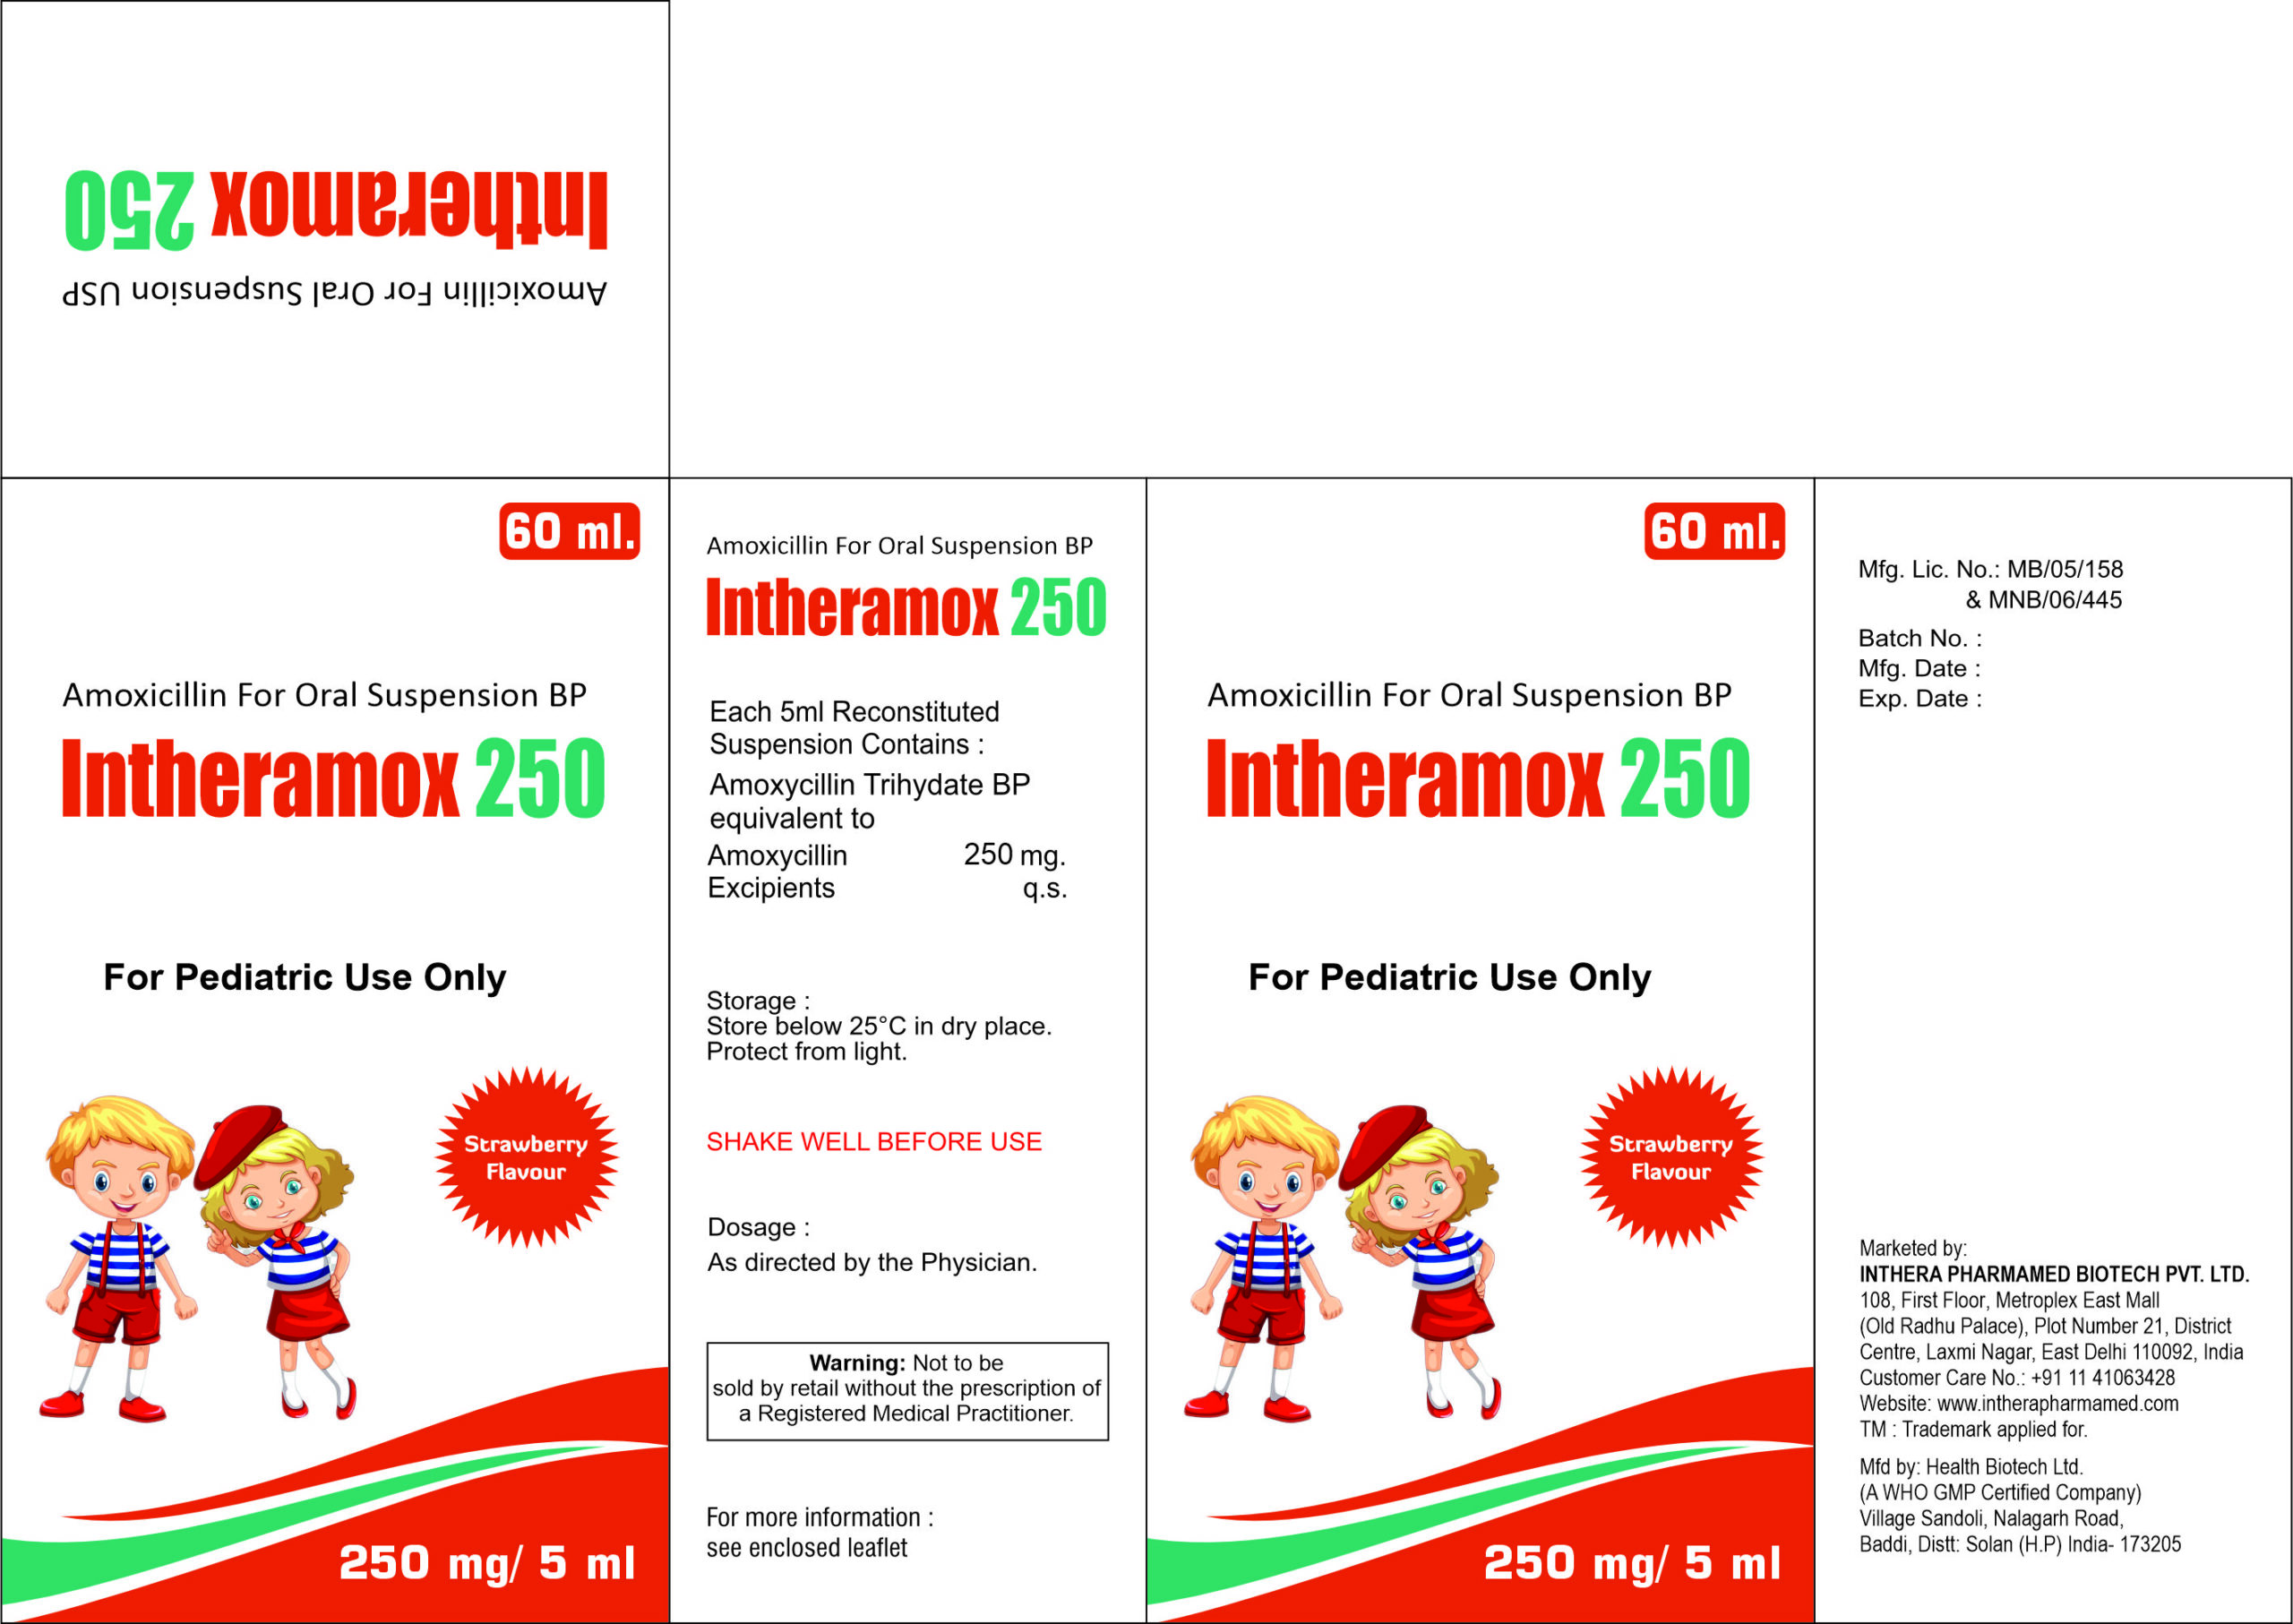 Intheramox 250
Amoxicillin For Oral Suspension USP
60 ml.
Amoxicillin For Oral Suspension BP
Intheramox 250
For Pediatric Use Only
Strawberry
Flavour
250 mg/ 5 ml
Amoxicillin For Oral Suspension BP
Intheramox 250
Each 5ml Reconstituted
Suspension Contains :
Amoxycillin Trihydate BP
equivalent to
Amoxycillin 250 mg.
Excipients q.s.
Storage :
Store below 25°C in dry place.
Protect from light.
SHAKE WELL BEFORE USE
Dosage :
As directed by the Physician.
Warning: Not to be
sold by retail without the prescription of
a Registered Medical Practitioner.
For more information :
see enclosed leaflet
60 ml.
Amoxicillin For Oral Suspension BP
Intheramox 250
For Pediatric Use Only
Strawberry
Flavour
250 mg/ 5 ml
Mfg. Lic. No.: MB/05/158
& MNB/06/445
Batch No. :
Mfg. Date :
Exp. Date :
Marketed by:
INTHERA PHARMAMED BIOTECH PVT. LTD.
108, First Floor, Metroplex East Mall
(Old Radhu Palace), Plot Number 21, District
Centre, Laxmi Nagar, East Delhi 110092, India
Customer Care No.: +91 11 41063428
Website: www.intherapharmamed.com
TM : Trademark applied for.
Mfd by: Health Biotech Ltd.
(A WHO GMP Certified Company)
Village Sandoli, Nalagarh Road,
Baddi, Distt: Solan (H.P) India- 173205